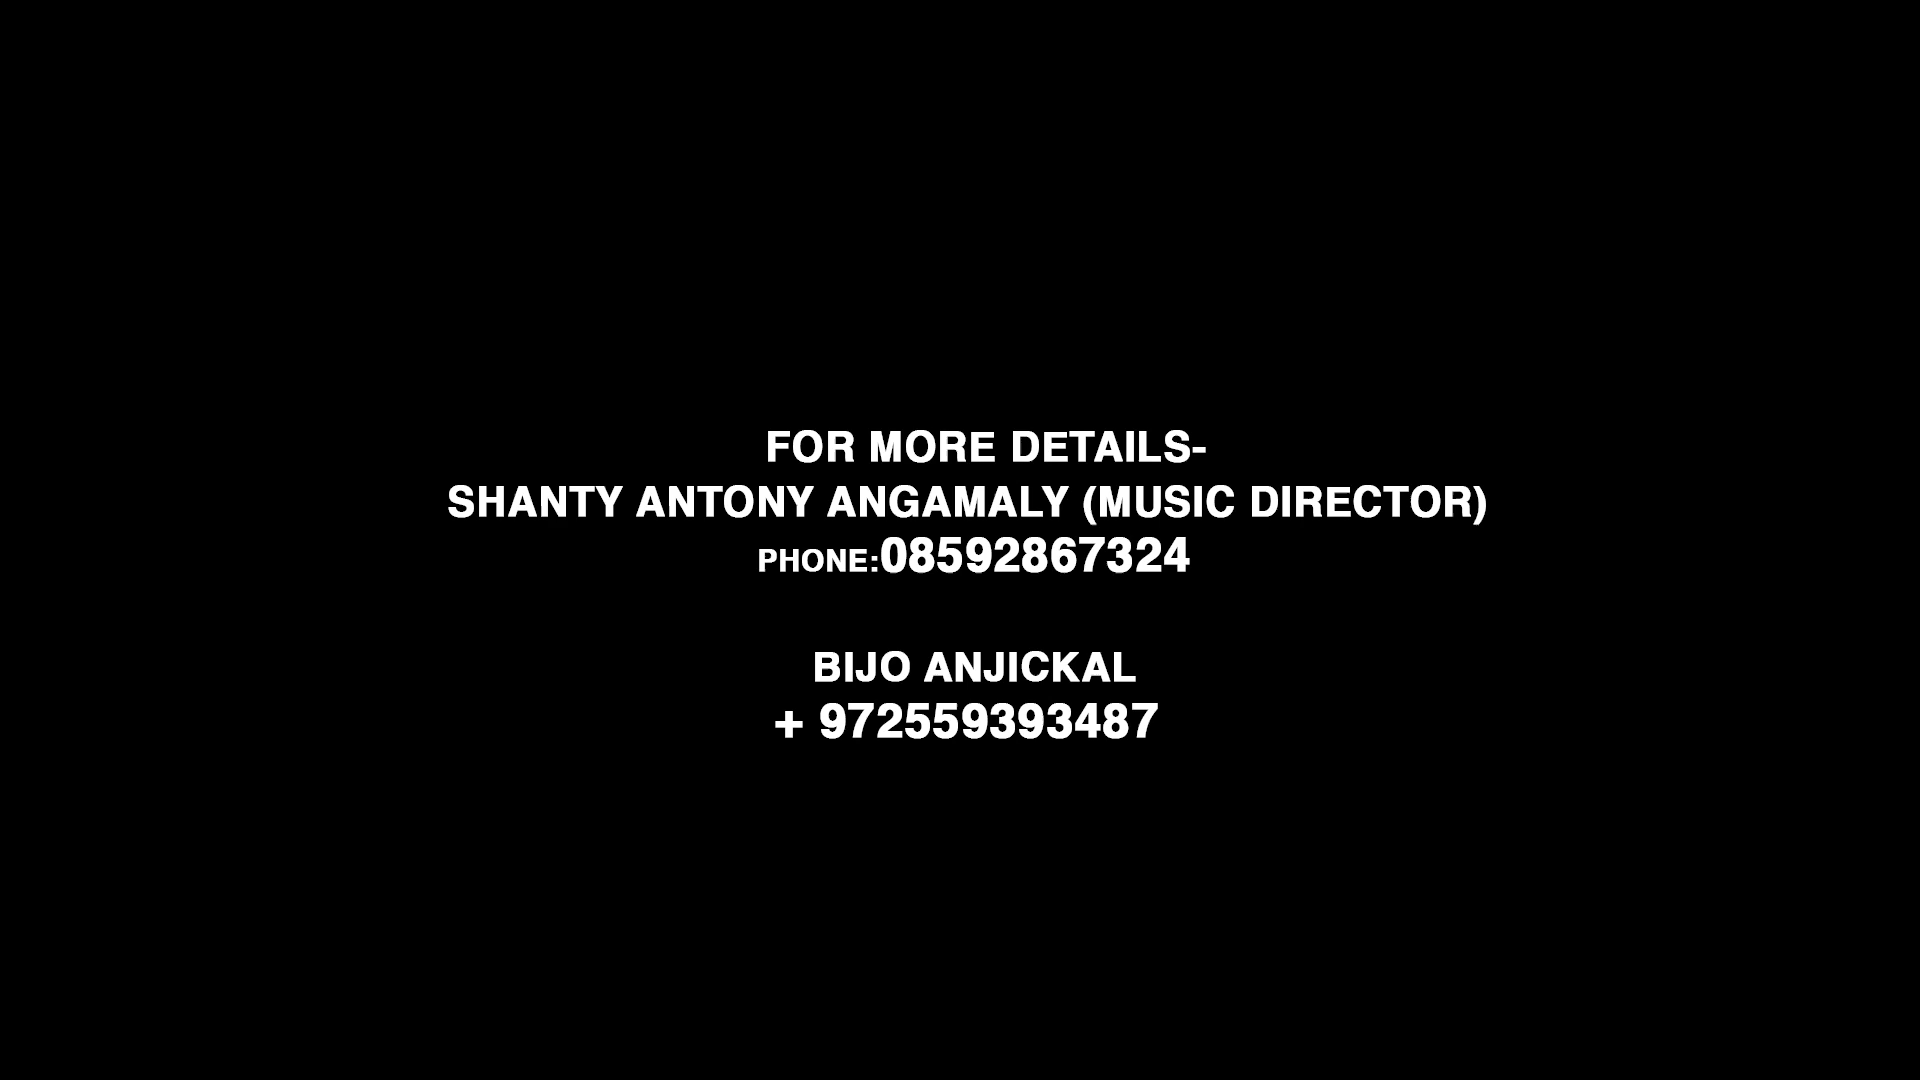 FOR MORE DETAILS-
SHANTY ANTONY ANGAMALY (MUSIC DIRECTOR)
PHONE:08592867324
BIJO ANJICKAL
+ 972559393487